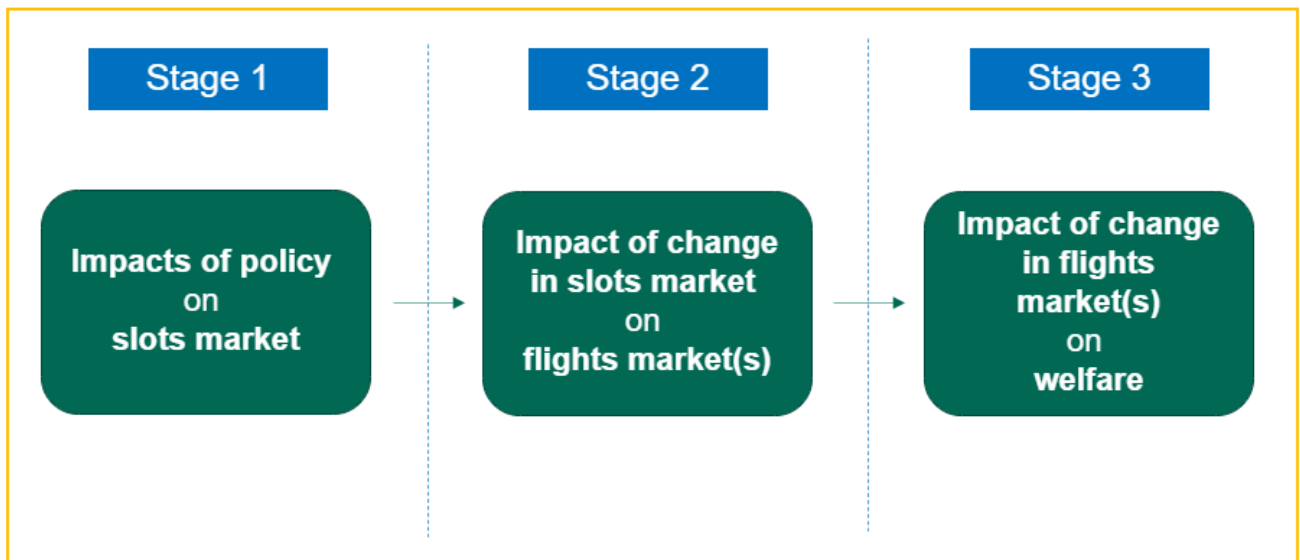 Stage 1
Stage 2
Stage 3
Impacts of policy
on
slots market
Impact of change
in slots market
on
flights market(s)
Impact of change
in flights
market(s)
on
welfare